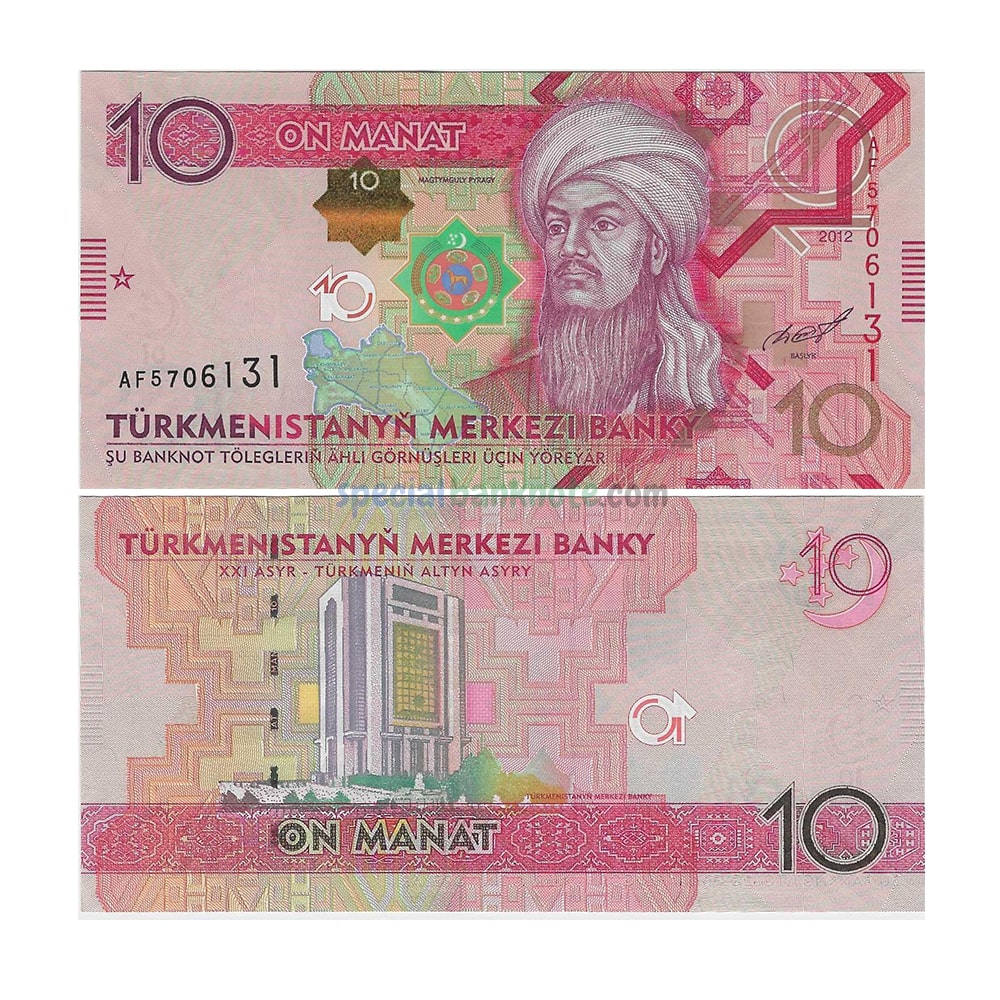 10 ON MANAT
10
MAGTYMGULY PYRAGY
AF5706131
2012
10
BAŞLYK
10
AF5706131
TÜRKMENISTANYŇ MERKEZI BANKY
ŞU BANKNOT TÖLEGLERIŇ ÄHLI GÖRNÜŞLERI ÜÇIN ÝÖREÝÄR
specialbanknote.com
TÜRKMENISTANYŇ MERKEZI BANKY
XXI ASYR - TÜRKMENIŇ ALTYN ASYRY
10
10
TÜRKMENISTANYŇ MERKEZI BANKY
ON MANAT
10